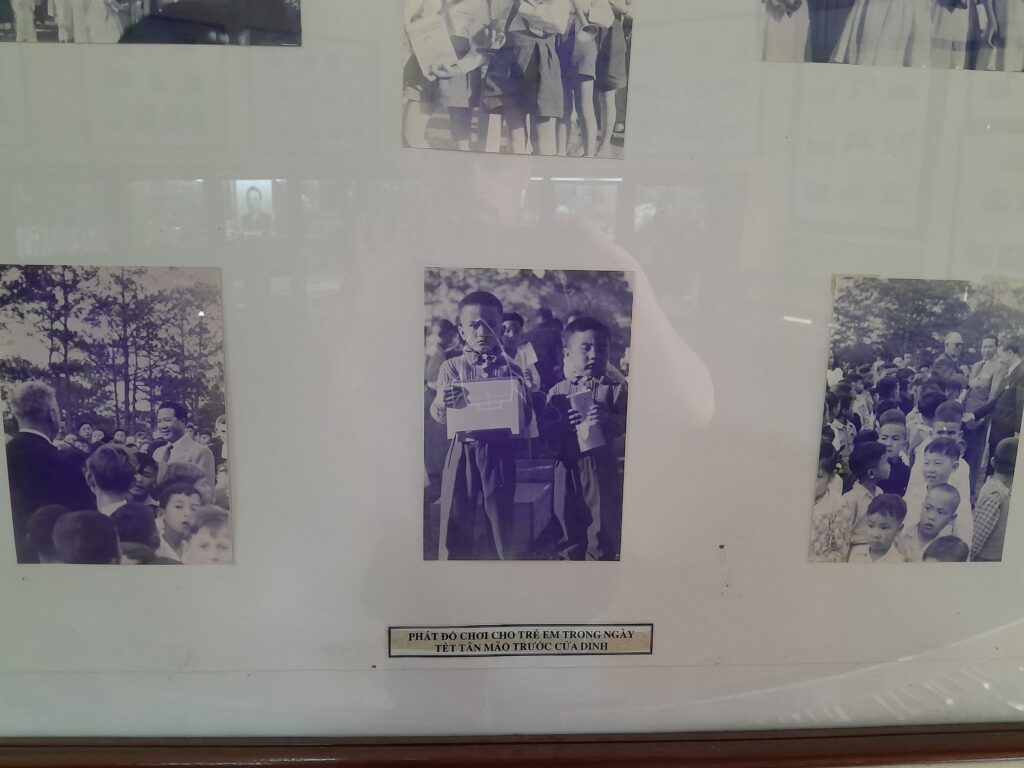 PHÁT ĐỒ CHƠI CHO TRẺ EM TRONG NGÀY
TẾT TÂN MÃO TRƯỚC CỬA DINH